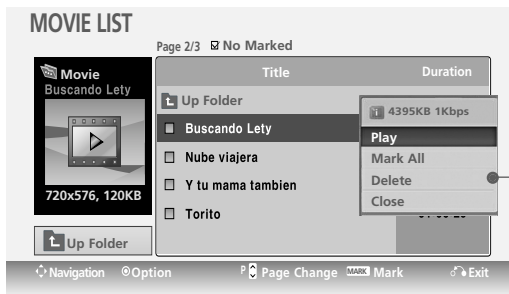 MOVIE LIST
Page 2/3 No Marked
Movie
Buscando Lety
720x576, 120KB
Up Folder
Title Duration
Up Folder
Buscando Lety
Nube viajera
Y tu mama tambien
Torito
4395KB 1Kbps
Play
Mark All
Delete
Close
Navigation Option P Page Change MARK Mark Exit